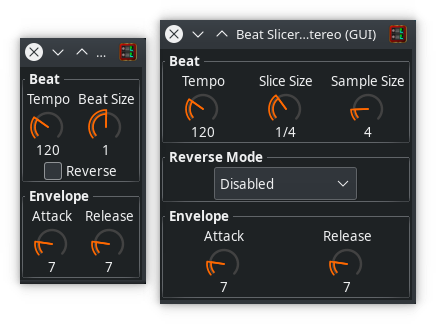 ...
Beat
Tempo Beat Size
120 1
Reverse
Envelope
Attack Release
7 7
Beat Slicer...tereo (GUI)
Beat
Tempo Slice Size Sample Size
120 1/4 4
Reverse Mode
Disabled
Envelope
Attack Release
7 7